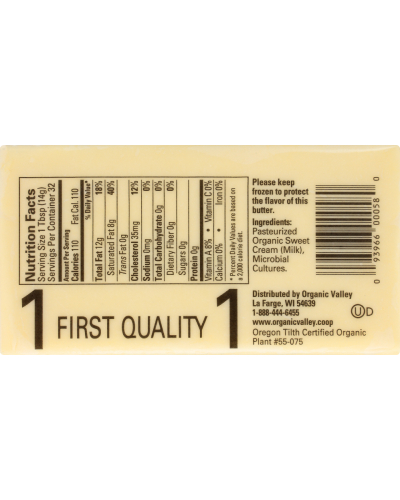 Nutrition Facts
Serving Size 1 Tbsp (14g)
Servings Per Container 32
Amount Per Serving
Calories 110 Fat Cal. 110
% Daily Value*
Total Fat 12g 18%
Saturated Fat 8g 40%
Trans Fat 0g
Cholesterol 35mg 12%
Sodium 0mg 0%
Total Carbohydrate 0g 0%
Dietary Fiber 0g 0%
Sugars 0g
Protein 0g 0%
Vitamin A 8% • Vitamin C 0%
Calcium 0% • Iron 0%
* Percent Daily Values are based on
a 2,000 calorie diet.
Please keep
frozen to protect
the flavor of this
butter.
Ingredients:
Pasteurized
Organic Sweet
Cream (Milk),
Microbial
Cultures.
0 93966 00058 0
1 FIRST QUALITY 1
Distributed by Organic Valley
La Farge, WI 54639
1-888-444-6455
www.organicvalley.coop
Oregon Tilth Certified Organic
Plant #55-075
U D